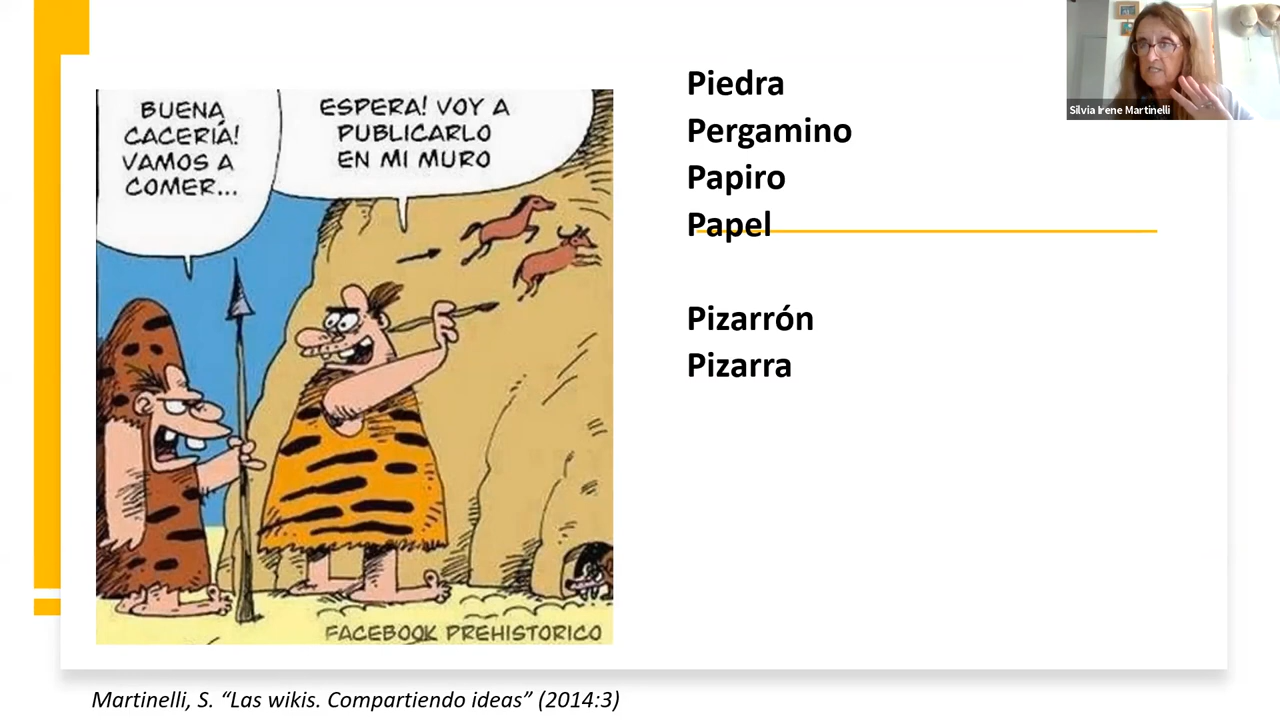 BUENA
CACERÍA!
VAMOS A
COMER...
ESPERA! VOY A
PUBLICARLO
EN MI MURO
FACEBOOK PREHISTORICO
Piedra
Pergamino
Papiro
Papel
Pizarrón
Pizarra
Silvia Irene Martinelli
Martinelli, S. “Las wikis. Compartiendo ideas” (2014:3)